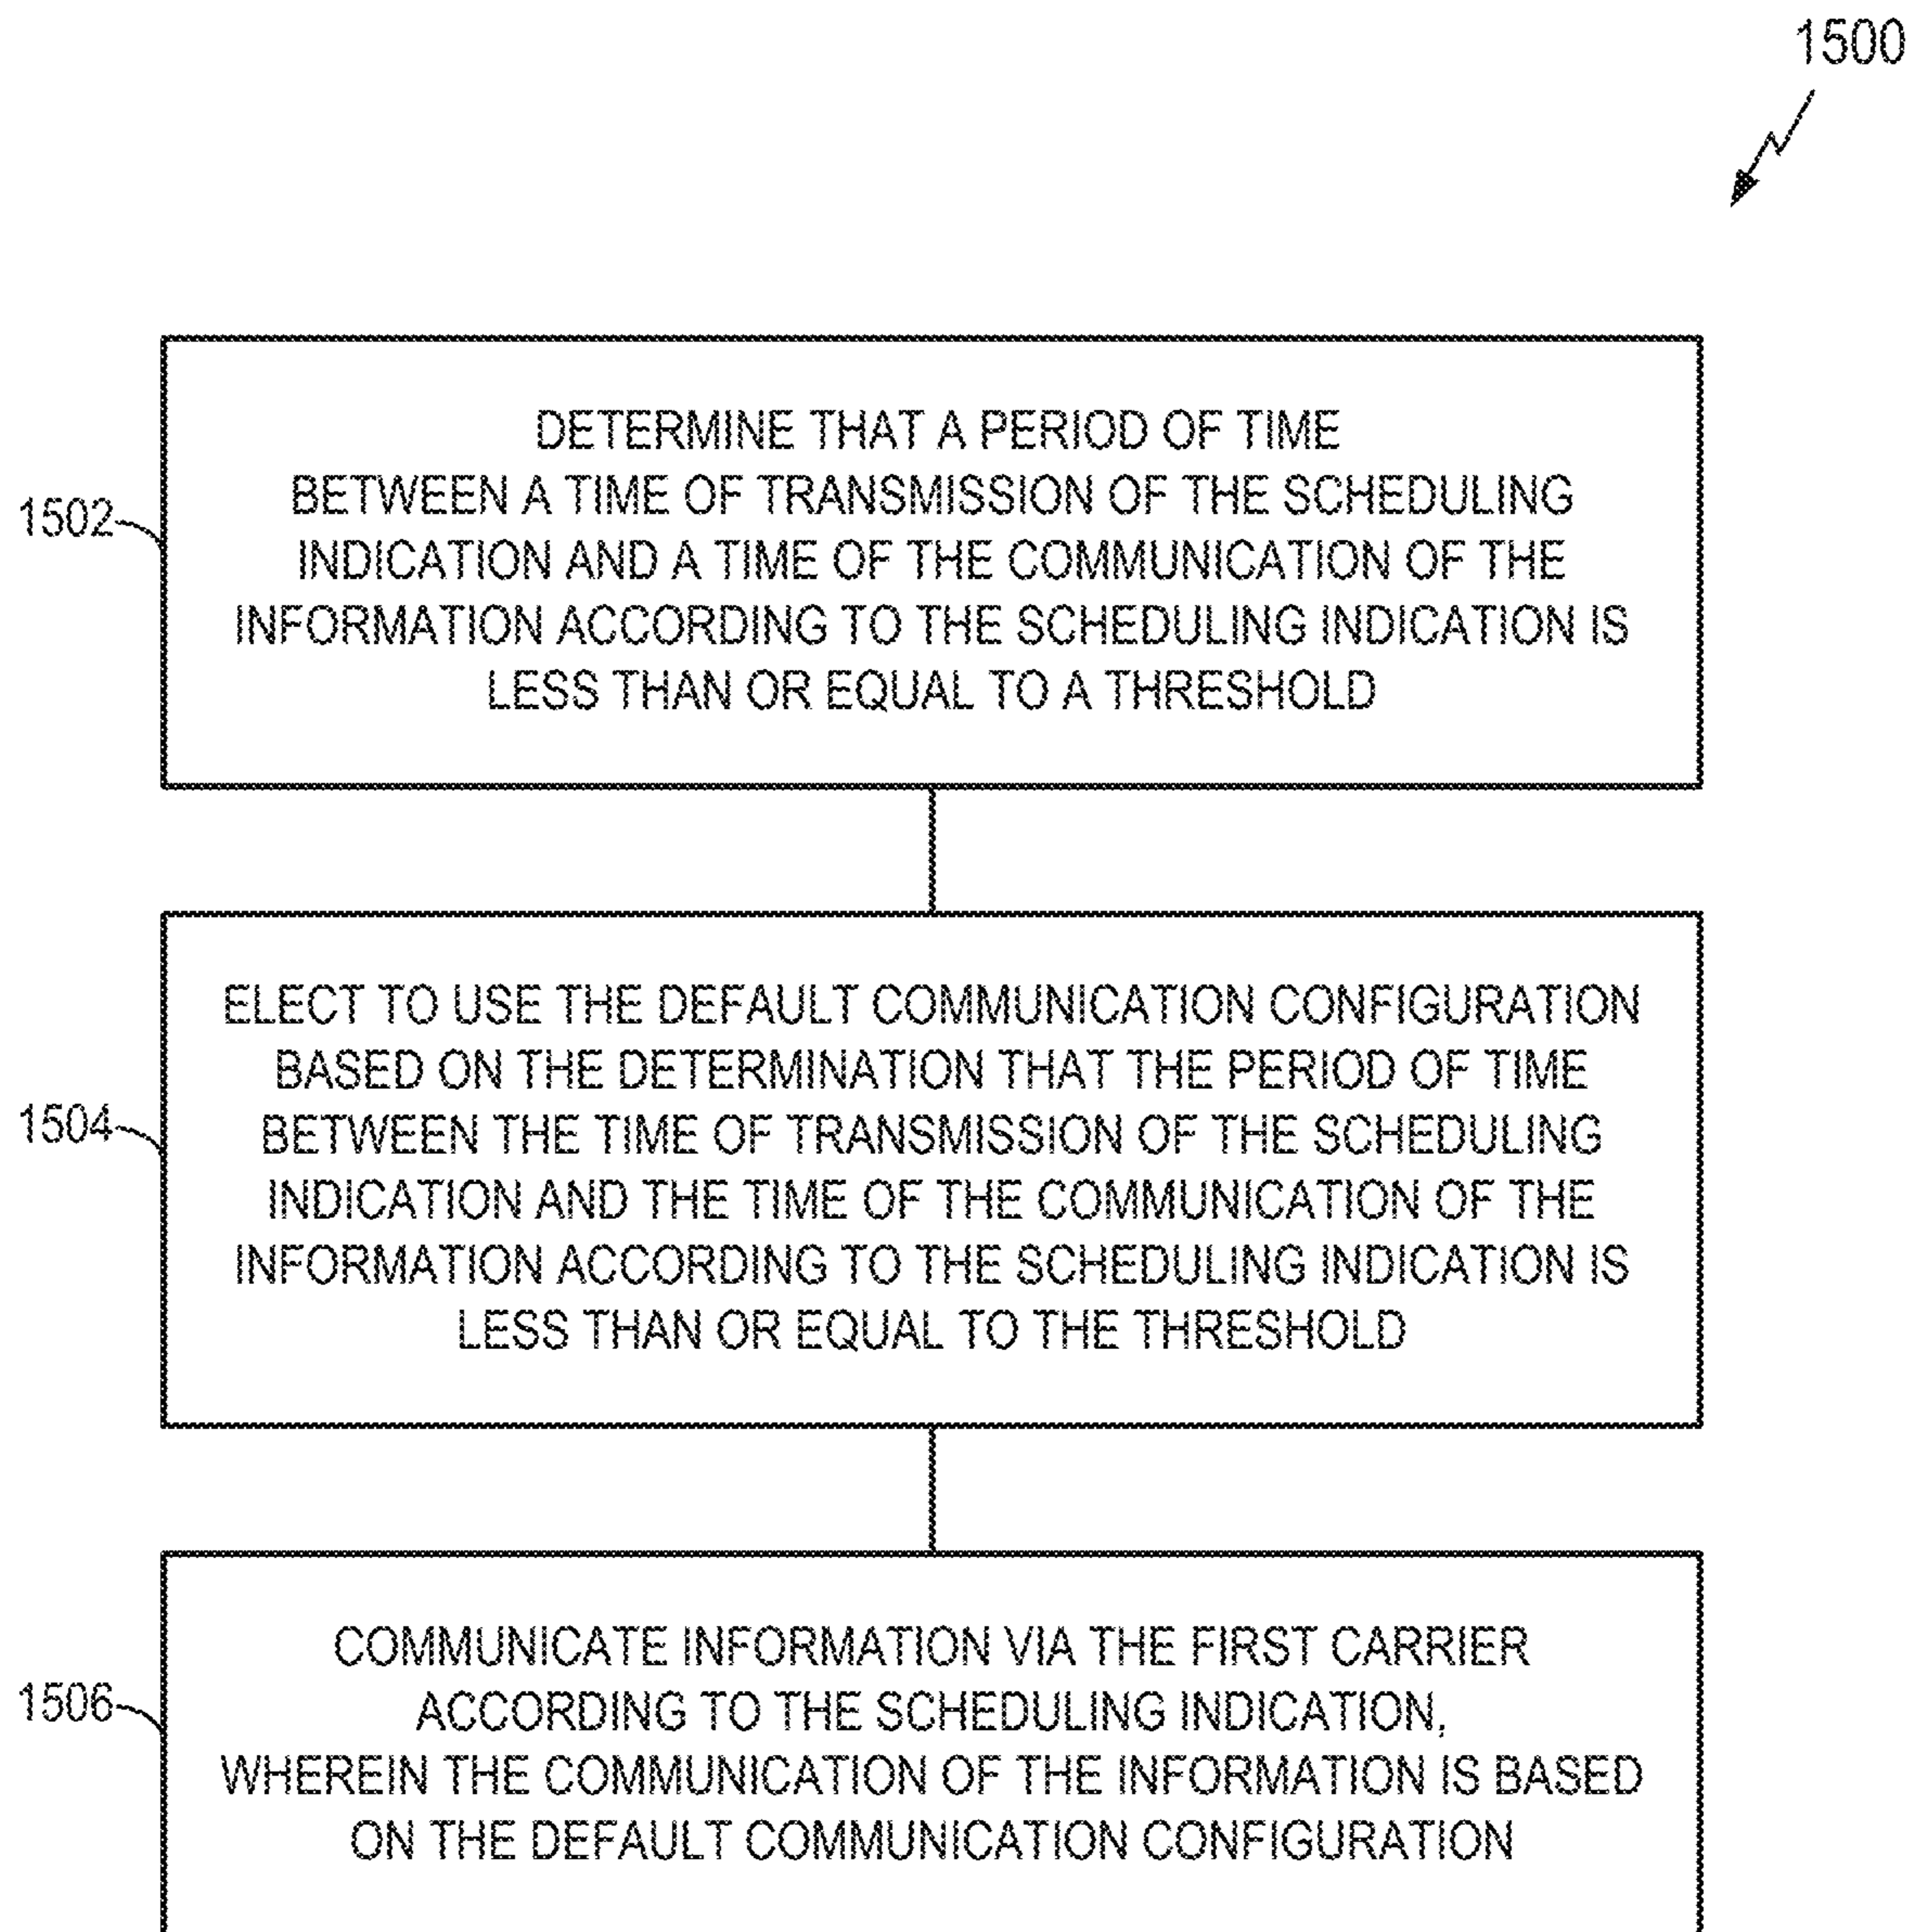 1500
1502
DETERMINE THAT A PERIOD OF TIME
BETWEEN A TIME OF TRANSMISSION OF THE SCHEDULING
INDICATION AND A TIME OF THE COMMUNICATION OF THE
INFORMATION ACCORDING TO THE SCHEDULING INDICATION IS
LESS THAN OR EQUAL TO A THRESHOLD
1504
ELECT TO USE THE DEFAULT COMMUNICATION CONFIGURATION
BASED ON THE DETERMINATION THAT THE PERIOD OF TIME
BETWEEN THE TIME OF TRANSMISSION OF THE SCHEDULING
INDICATION AND THE TIME OF THE COMMUNICATION OF THE
INFORMATION ACCORDING TO THE SCHEDULING INDICATION IS
LESS THAN OR EQUAL TO THE THRESHOLD
1506
COMMUNICATE INFORMATION VIA THE FIRST CARRIER
ACCORDING TO THE SCHEDULING INDICATION,
WHEREIN THE COMMUNICATION OF THE INFORMATION IS BASED
ON THE DEFAULT COMMUNICATION CONFIGURATION